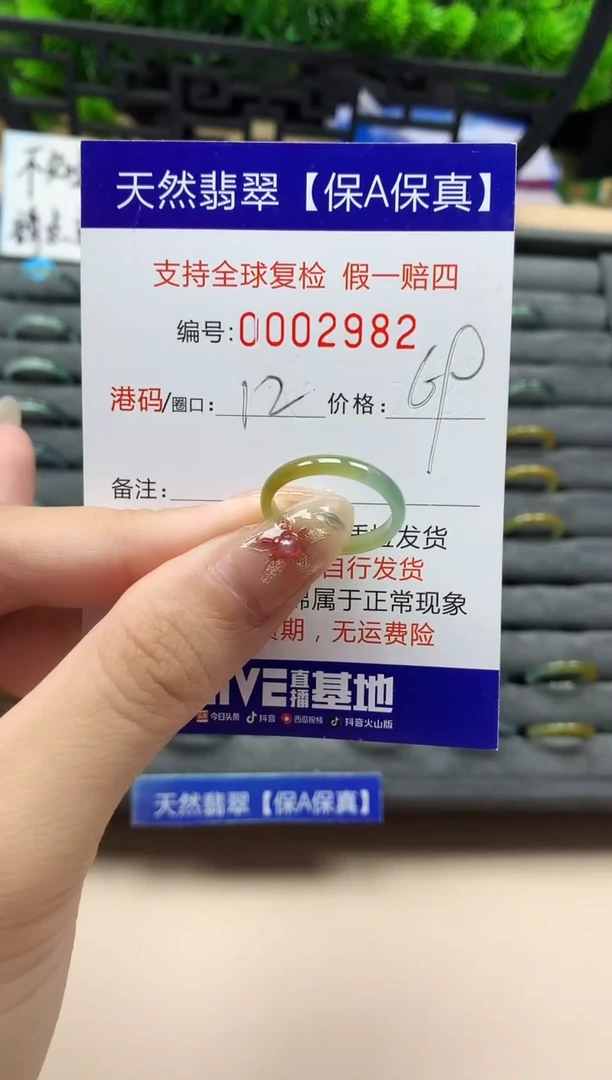 天然翡翠【保A保真】
支持全球复检 假一赔四
编号:0002982
港码/圈口: 12 价格:
备注:
发货
自行发货
属于正常现象
期，无运费险
直播基地
今日头条 抖音 西瓜视频 抖音火山版
天然翡翠【保A保真】